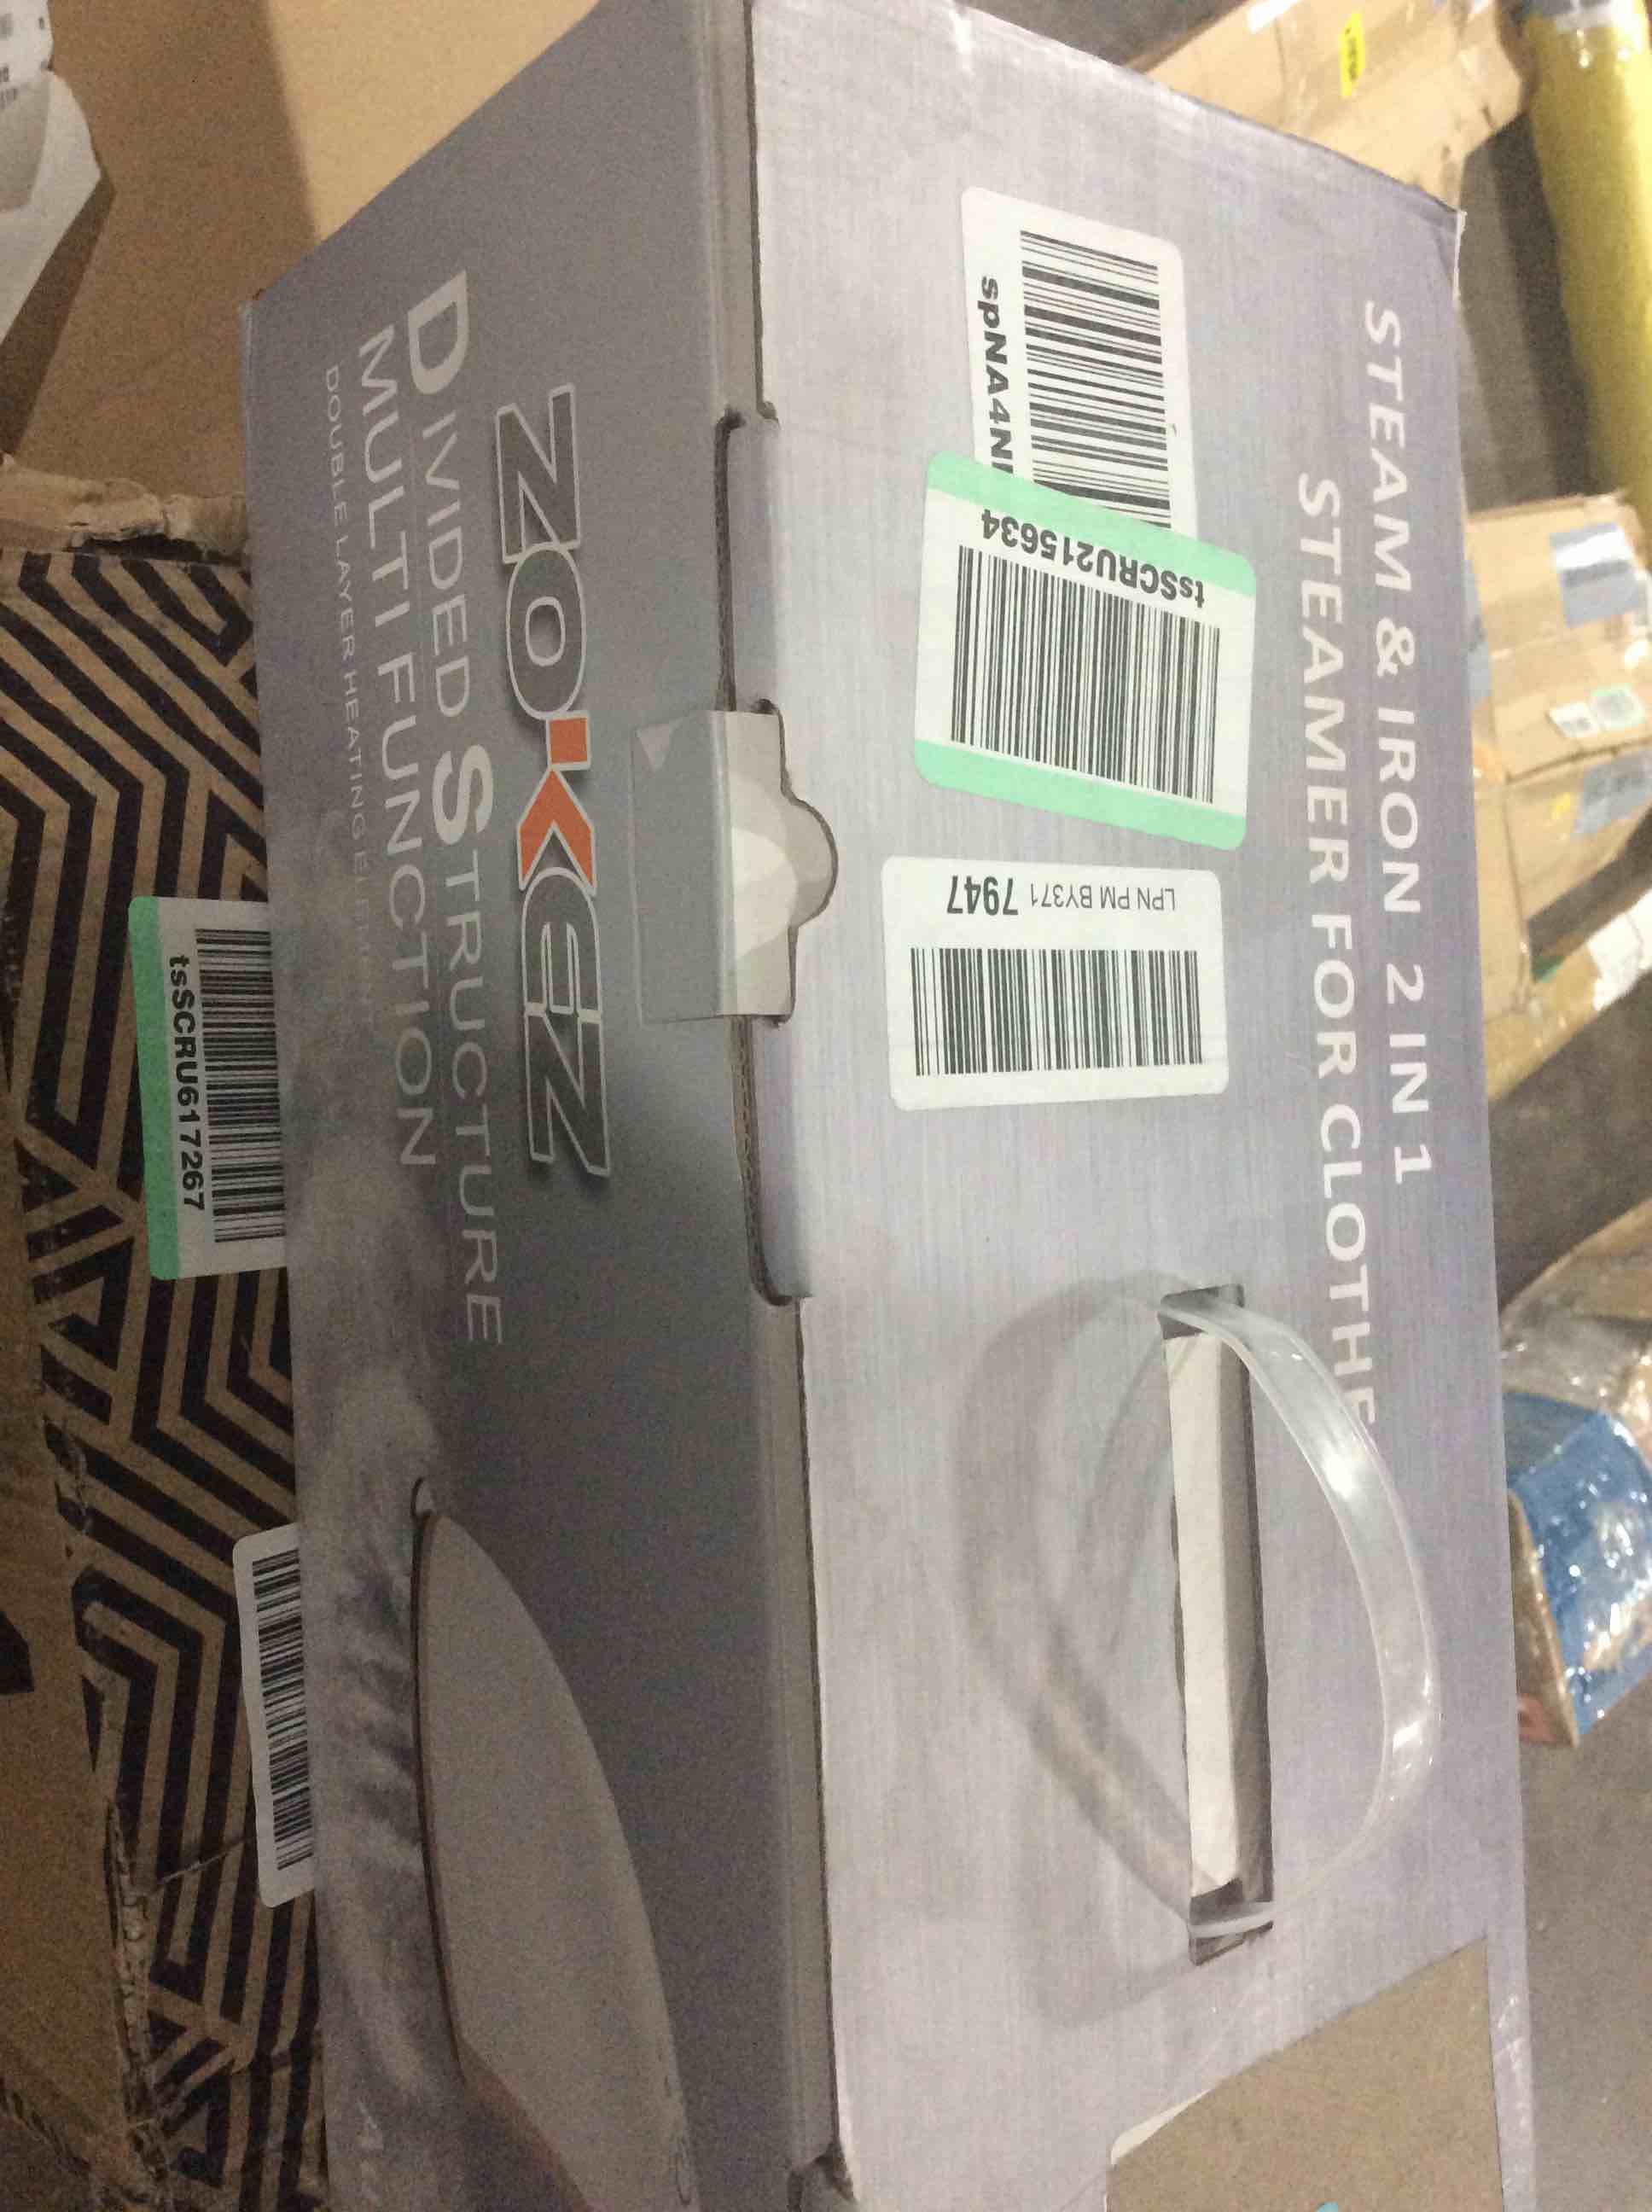 STEAM & IRON 2 IN 1
STEAMER FOR CLOTHE
spNA4N
tsSCRU215634
LPN PM BY371 7947
ZOKEZ
DIVIDED STRUCTURE
MULTI FUNCTION
DOUBLE LAYER HEATING
tsSCRU617267